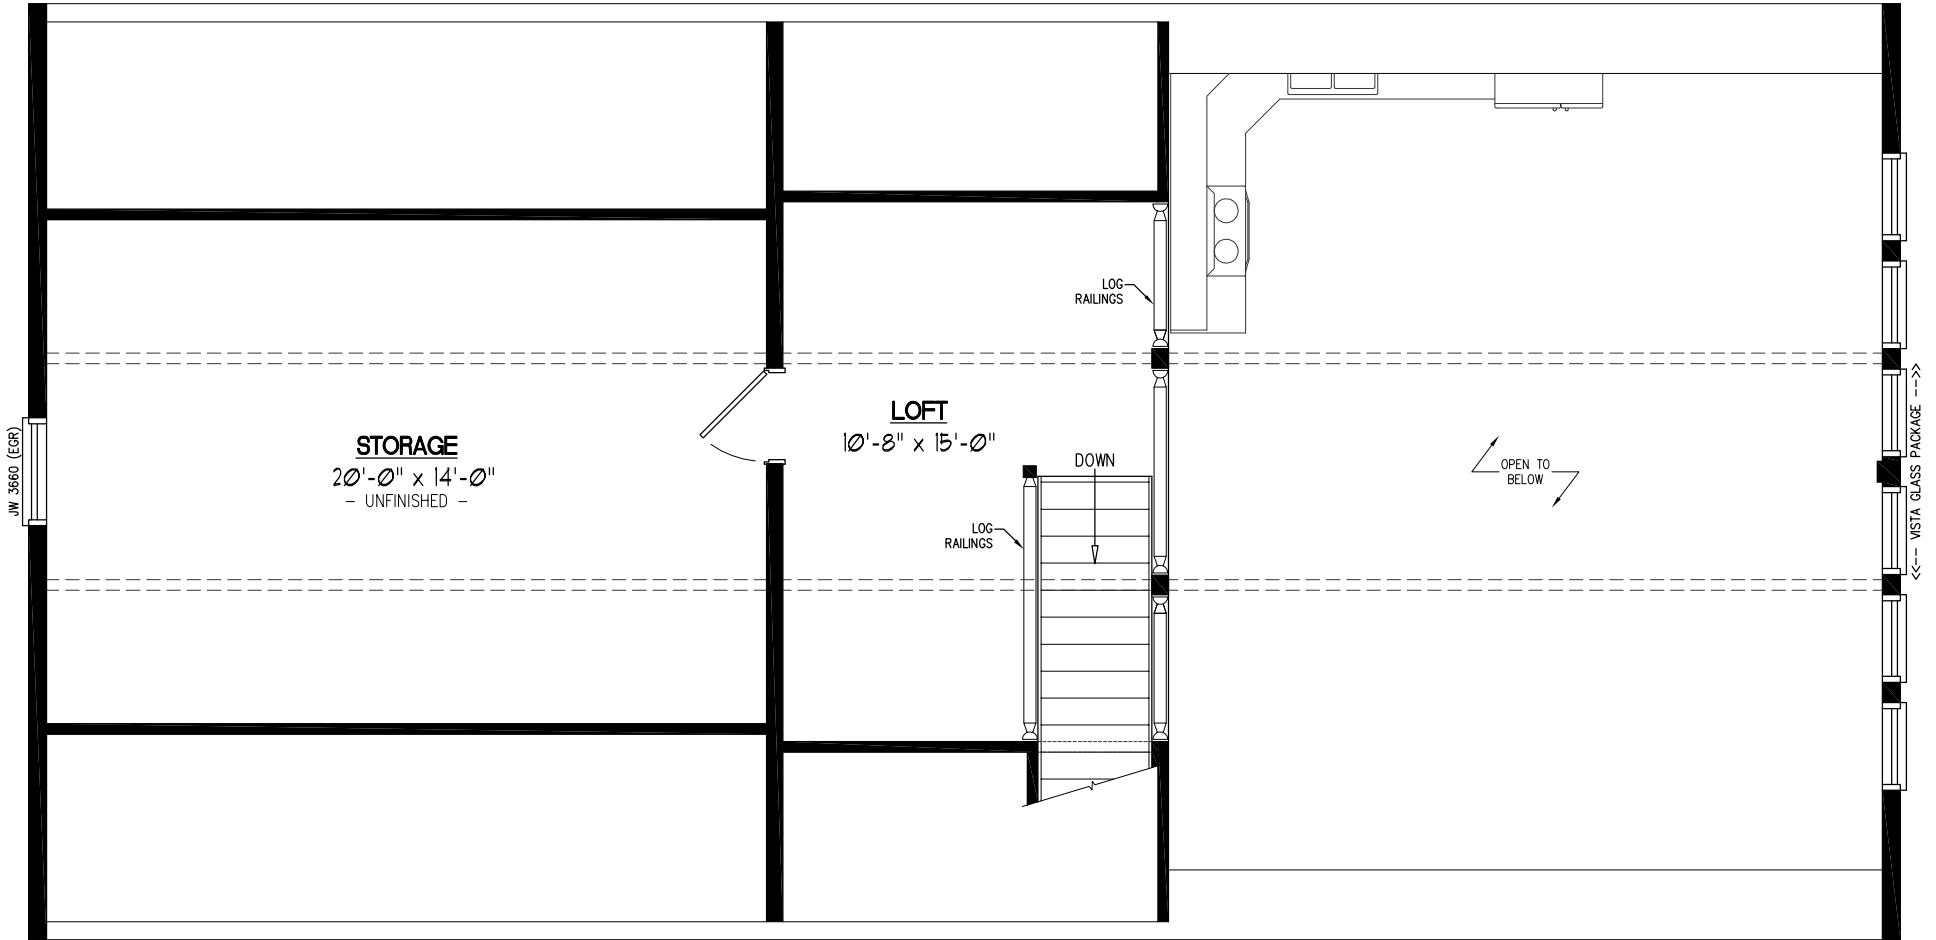 JW 3660 (EGR)
STORAGE
20'-0" x 14'-0"
- UNFINISHED -
LOFT
10'-8" x 15'-0"
LOG
RAILINGS
DOWN
LOG
RAILINGS
OPEN TO
BELOW
<<-- VISTA GLASS PACKAGE -->>